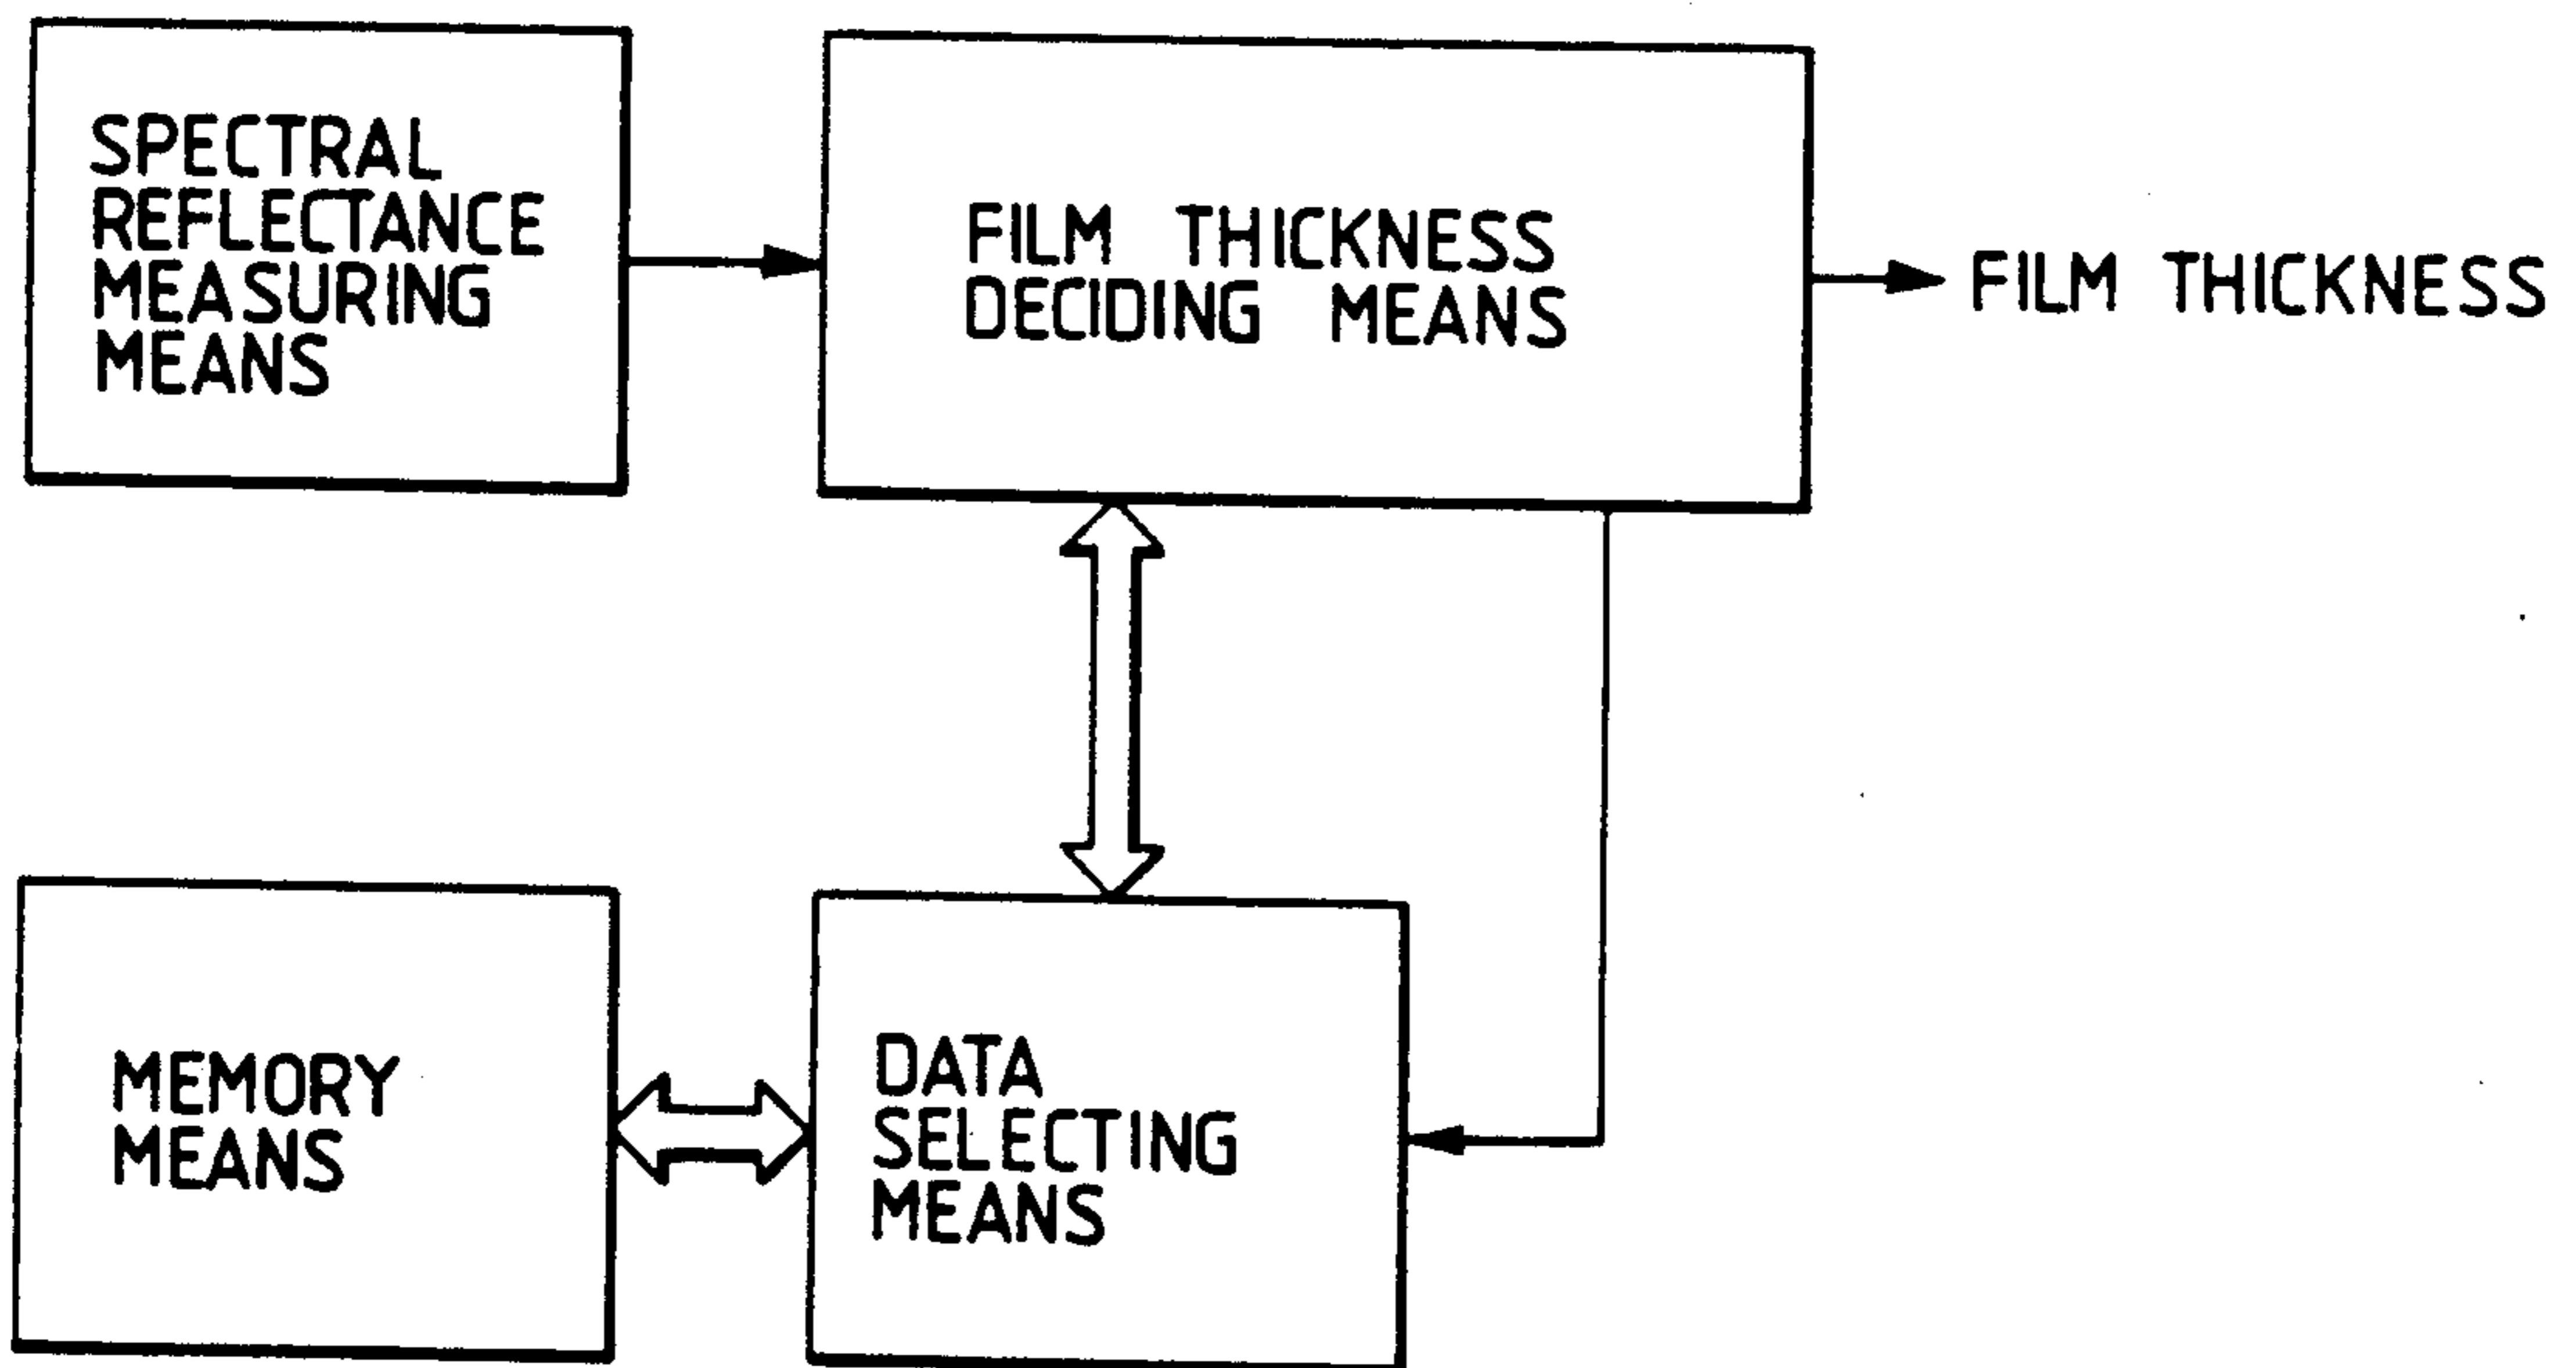 SPECTRAL
REFLECTANCE
MEASURING
MEANS
FILM THICKNESS
DECIDING MEANS
FILM THICKNESS
MEMORY
MEANS
DATA
SELECTING
MEANS